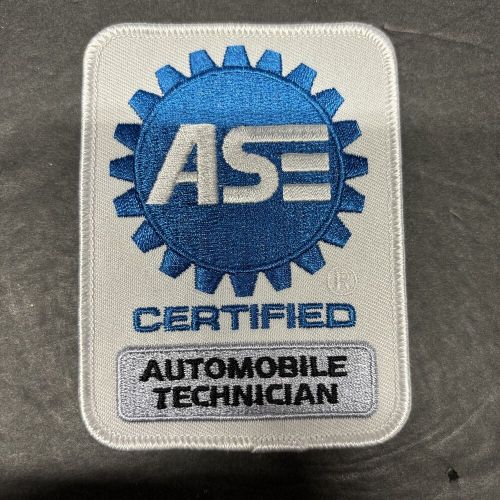 ASE
®
CERTIFIED
AUTOMOBILE
TECHNICIAN